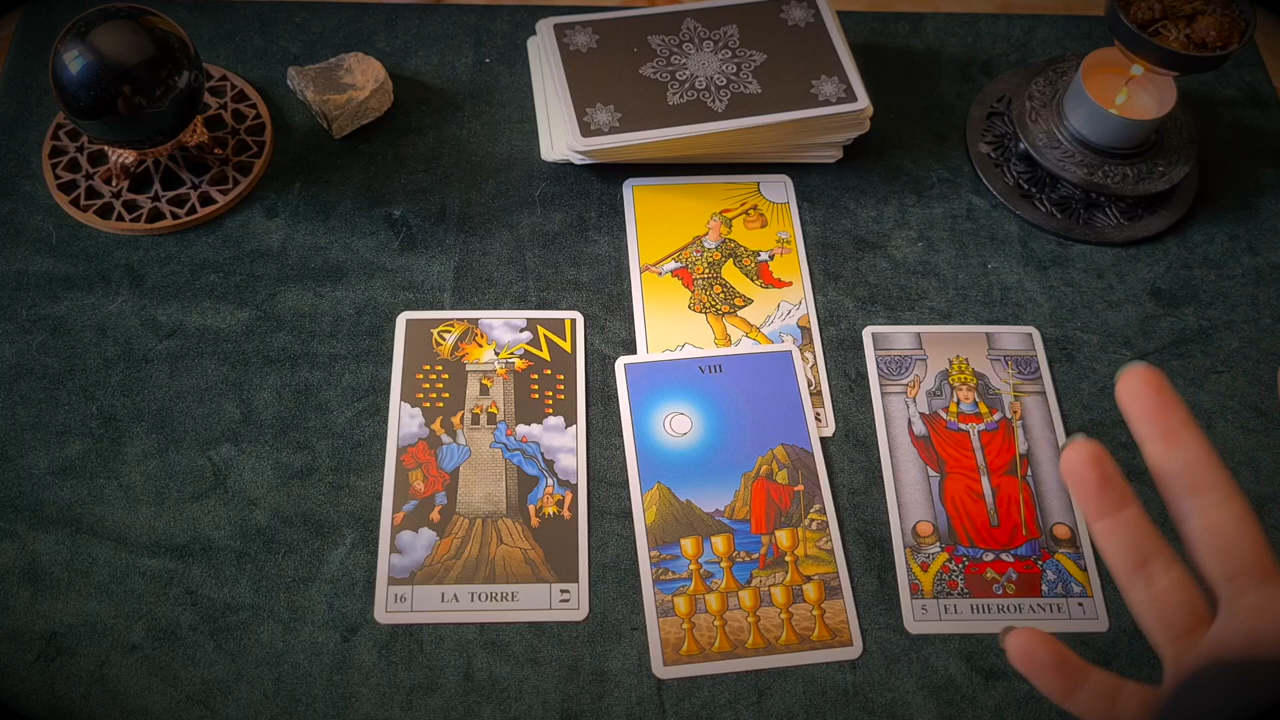 VIII
16 LA TORRE כ
5 EL HIEROFANTE ו